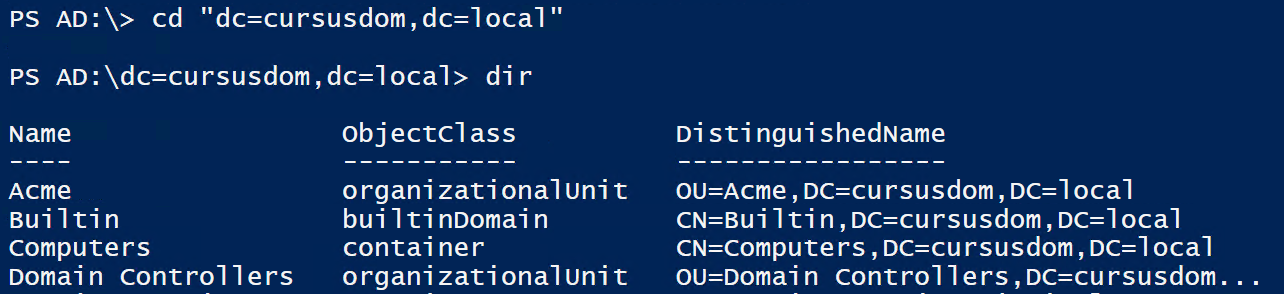 PS AD:\> cd "dc=cursusdom,dc=local"
PS AD:\dc=cursusdom,dc=local> dir
Name ObjectClass DistinguishedName
---- ----------- -----------------
Acme organizationalUnit OU=Acme,DC=cursusdom,DC=local
Builtin builtinDomain CN=Builtin,DC=cursusdom,DC=local
Computers container CN=Computers,DC=cursusdom,DC=local
Domain Controllers organizationalUnit OU=Domain Controllers,DC=cursusdom...